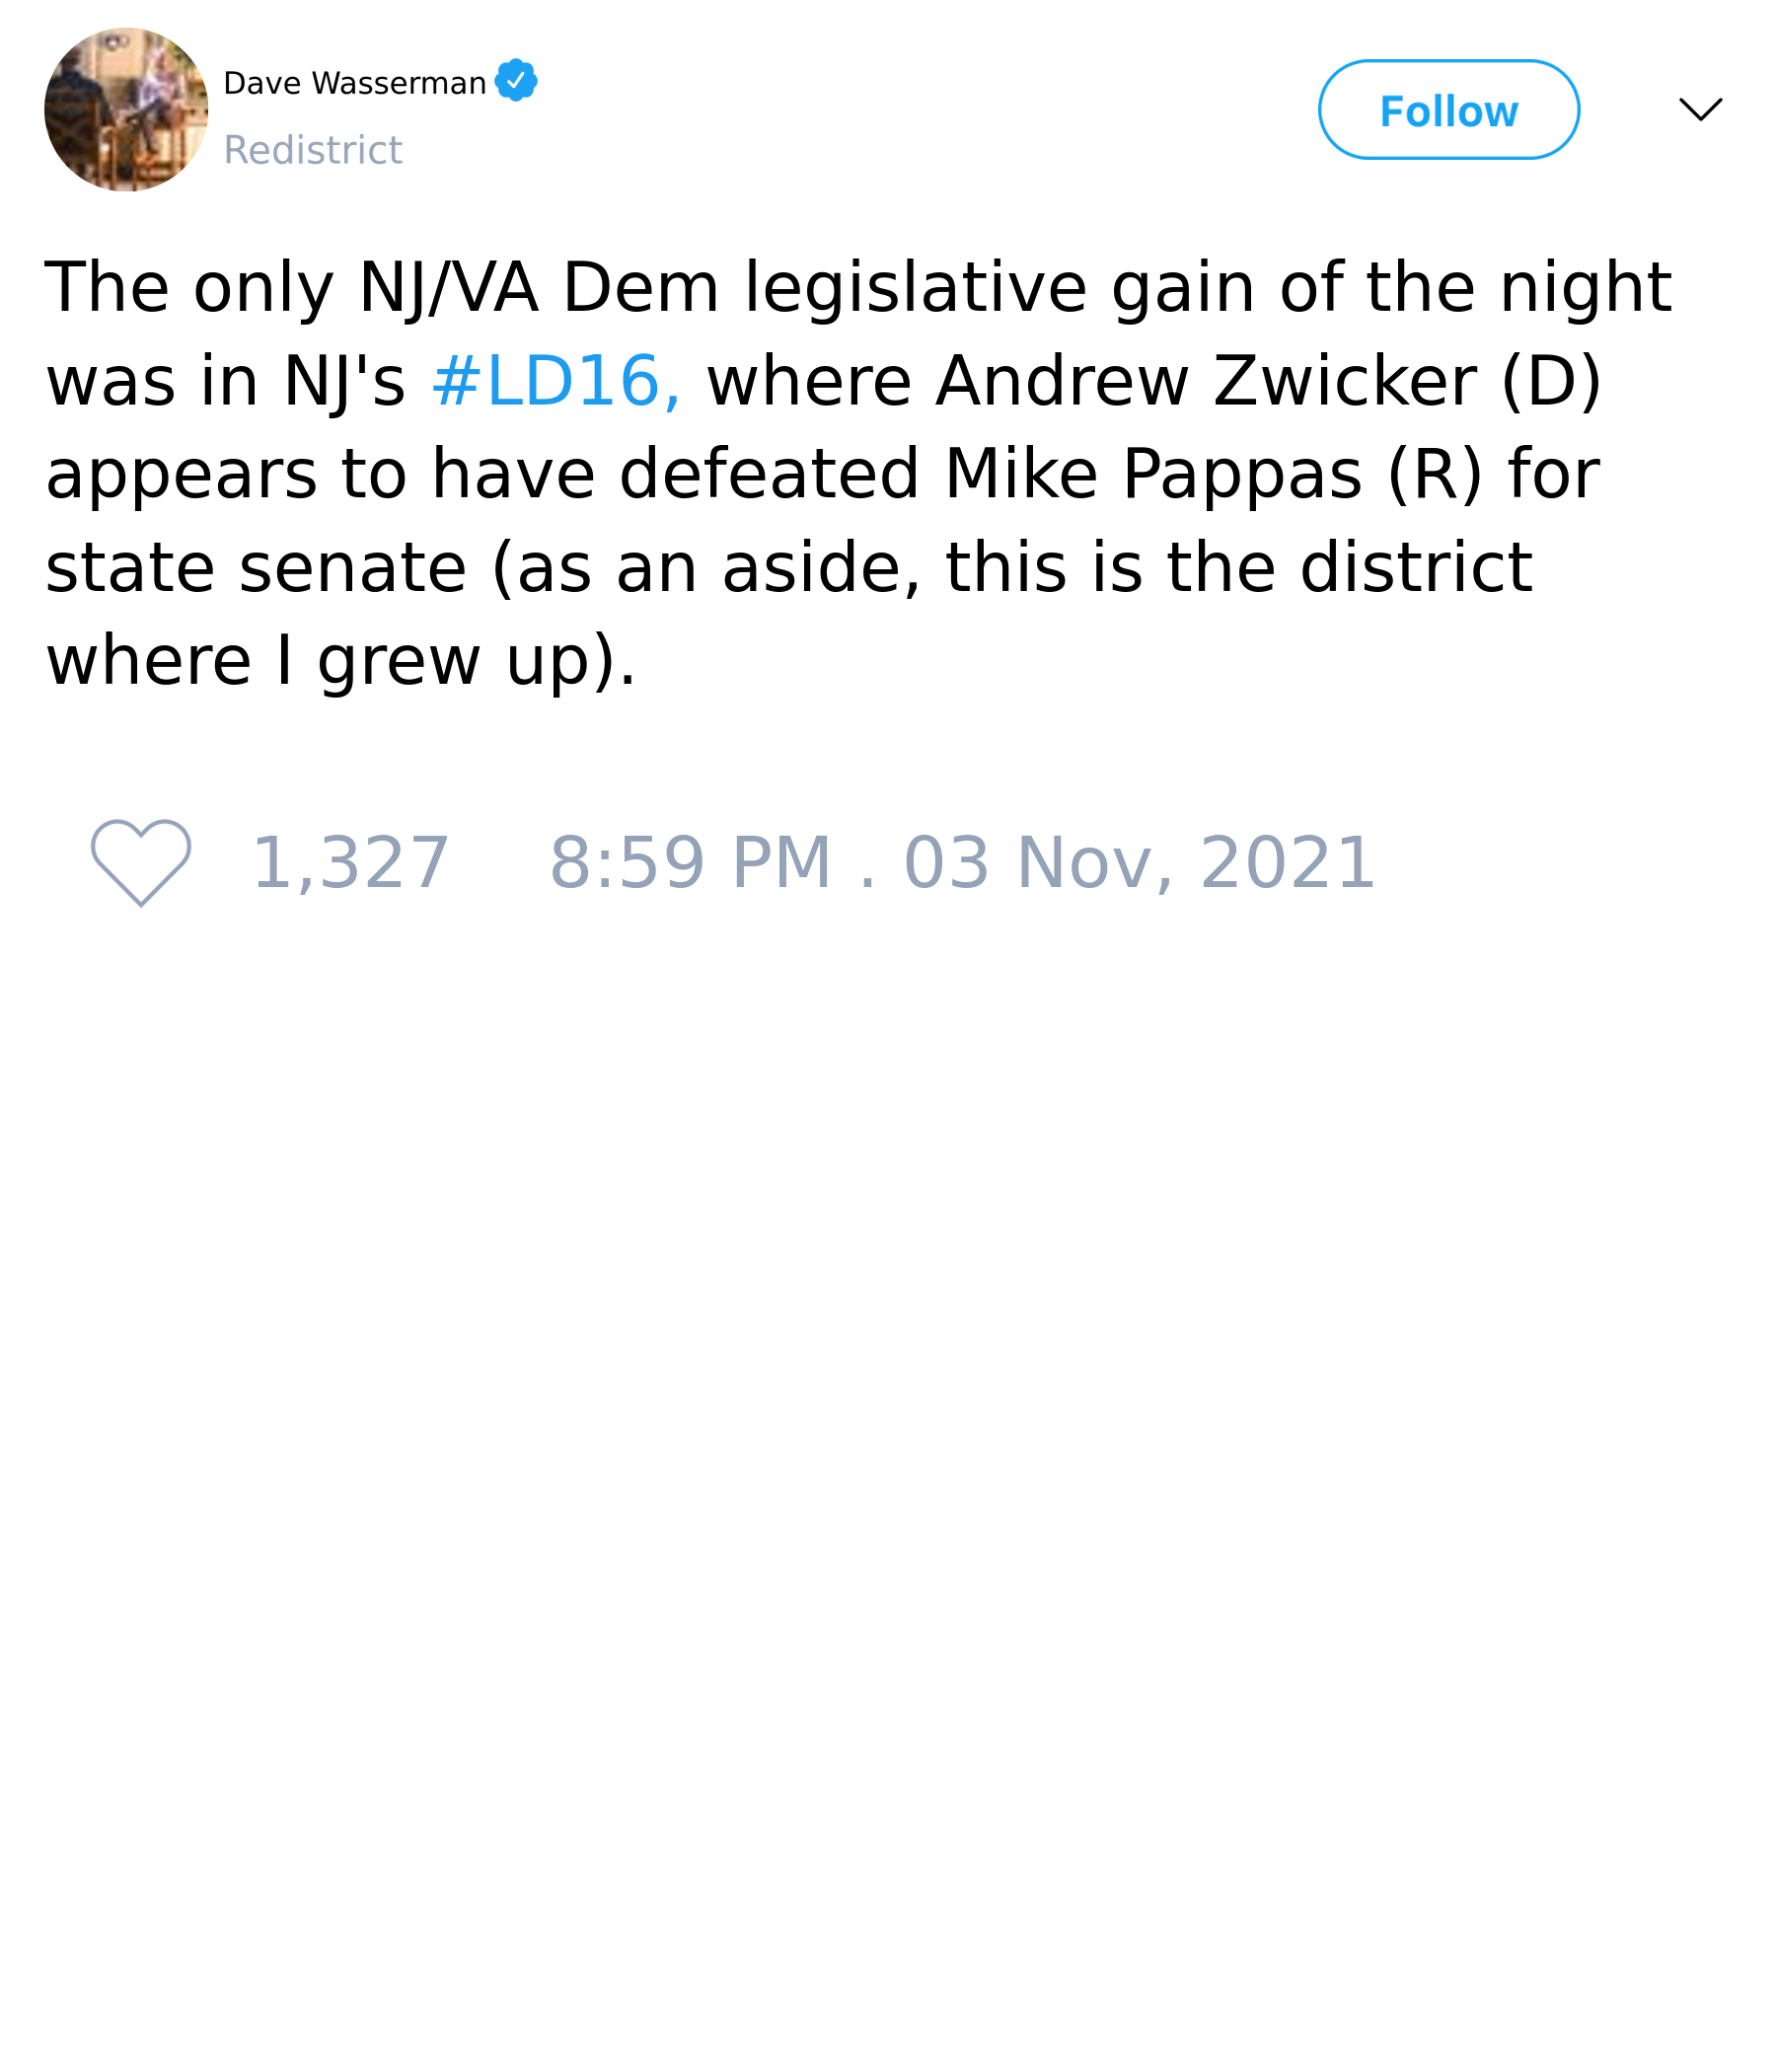 Dave Wasserman
Redistrict
Follow
The only NJ/VA Dem legislative gain of the night
was in NJ's #LD16, where Andrew Zwicker (D)
appears to have defeated Mike Pappas (R) for
state senate (as an aside, this is the district
where I grew up).
1,327 8:59 PM . 03 Nov, 2021